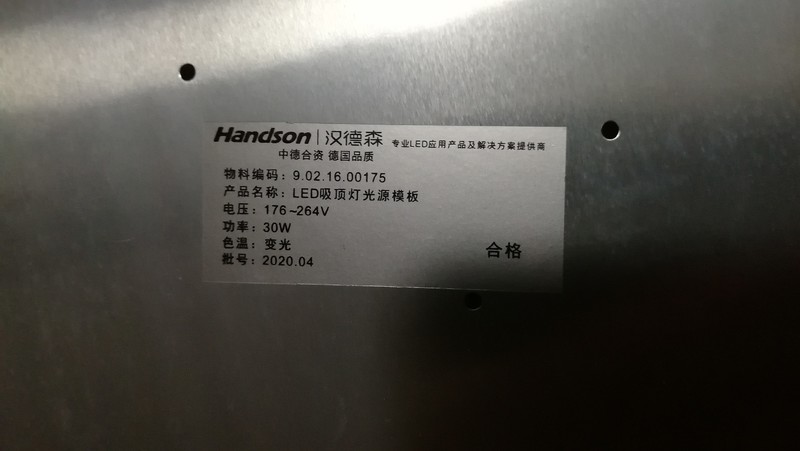 Handson | 汉德森 专业LED应用产品及解决方案提供商
中德合资 德国品质
物料编码：9.02.16.00175
产品名称：LED吸顶灯光源模板
电压：176~264V
功率：30W
色温：变光
合格
批号：2020.04